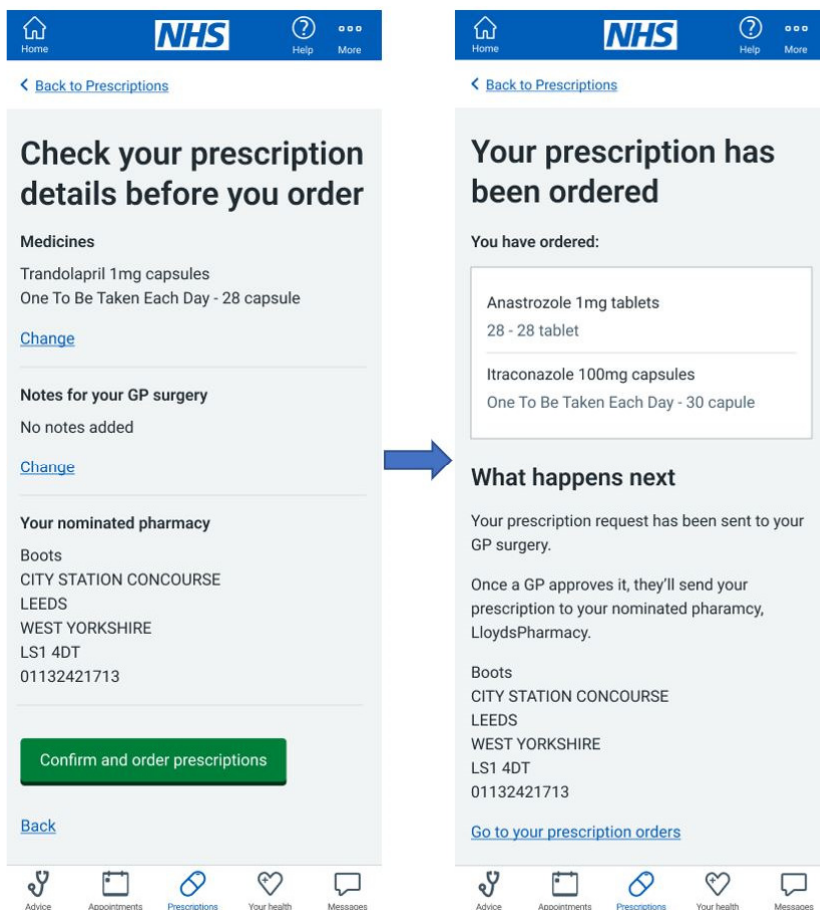 Home
NHS
Help
More
Back to Prescriptions
Check your prescription
details before you order
Medicines
Trandolapril 1mg capsules
One To Be Taken Each Day - 28 capsule
Change
Notes for your GP surgery
No notes added
Change
Your nominated pharmacy
Boots
CITY STATION CONCOURSE
LEEDS
WEST YORKSHIRE
LS1 4DT
01132421713
Confirm and order prescriptions
Back
Advice
Appointments
Prescriptions
Your health
Messages
Home
NHS
Help
More
Back to Prescriptions
Your prescription has
been ordered
You have ordered:
Anastrozole 1mg tablets
28 - 28 tablet
Itraconazole 100mg capsules
One To Be Taken Each Day - 30 capule
What happens next
Your prescription request has been sent to your
GP surgery.
Once a GP approves it, they’ll send your
prescription to your nominated pharamcy,
LloydsPharmacy.
Boots
CITY STATION CONCOURSE
LEEDS
WEST YORKSHIRE
LS1 4DT
01132421713
Go to your prescription orders
Advice
Appointments
Prescriptions
Your health
Messages